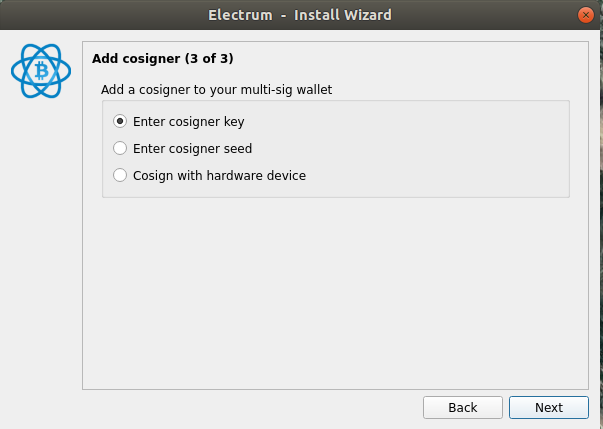 Electrum - Install Wizard
Add cosigner (3 of 3)
Add a cosigner to your multi-sig wallet
Enter cosigner key
Enter cosigner seed
Cosign with hardware device
Back
Next